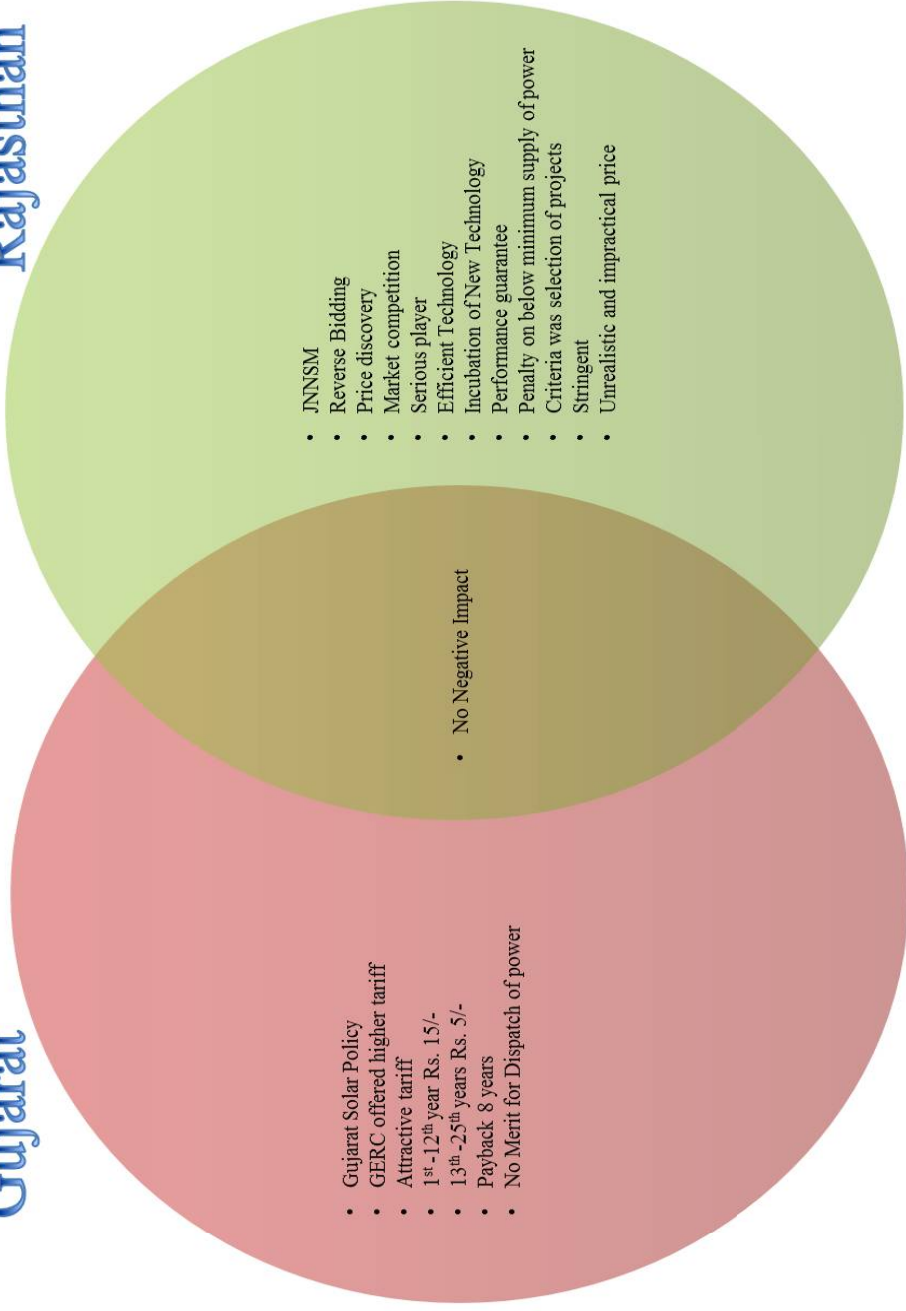 Gujarat
Rajasthan
• Gujarat Solar Policy
• GERC offered higher tariff
• Attractive tariff
• 1st -12th year Rs. 15/-
• 13th -25th years Rs. 5/-
• Payback 8 years
• No Merit for Dispatch of power
• No Negative Impact
• JNNSM
• Reverse Bidding
• Price discovery
• Market competition
• Serious player
• Efficient Technology
• Incubation of New Technology
• Performance guarantee
• Penalty on below minimum supply of power
• Criteria was selection of projects
• Stringent
• Unrealistic and impractical price